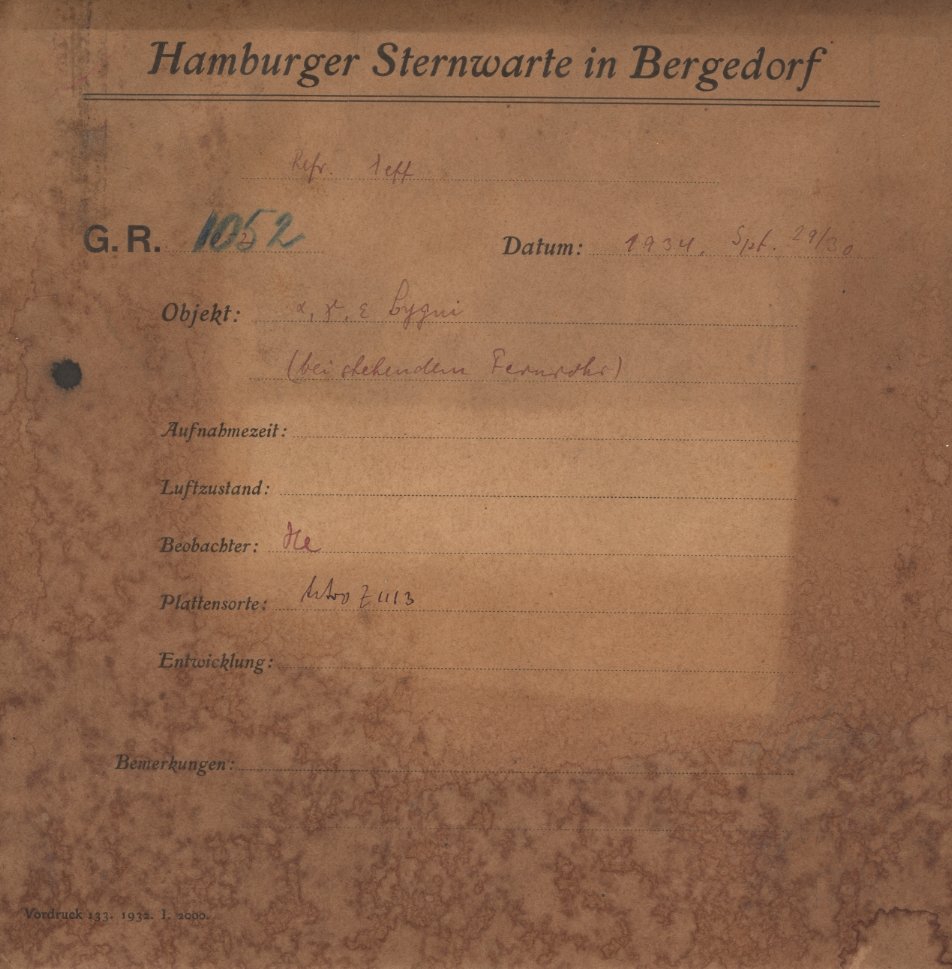 Hamburger Sternwarte in Bergedorf
Refr.
G. R. 1052 Datum: 1934. Spt. 29/30
Objekt: α, γ, ε Cygni
(bei stehendem Fernrohr)
Aufnahmezeit:
Luftzustand:
Beobachter: He
Plattensorte:
Entwicklung:
Bemerkungen:
Vordruck 133. 1932. I. 2000.